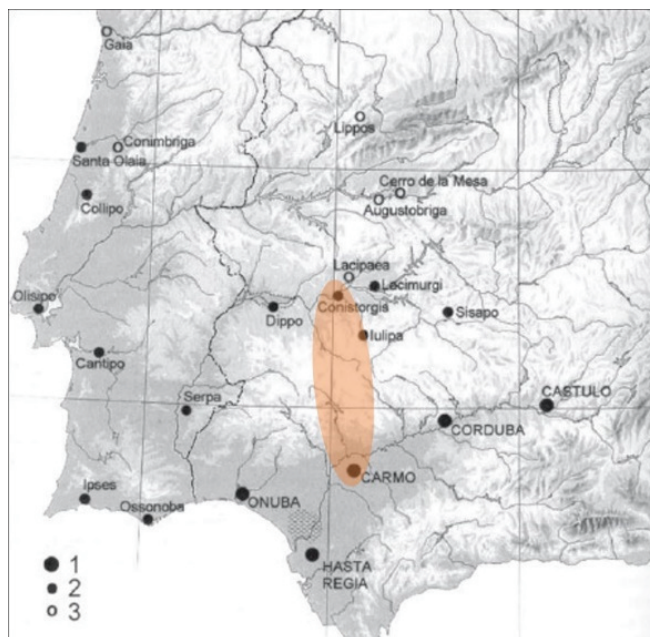 Gaia
Lippos
Conimbriga
Santa Olaia
Cerro de la Mesa
Augustobriga
Collipo
Lacipaea
Lacimurgi
Conistorgis
Olisipo
Dippo
Sisapo
Iulipa
Cantipo
Serpa
CASTULO
CORDUBA
CARMO
Ipses
ONUBA
Ossonoba
HASTA
REGIA
1
2
3